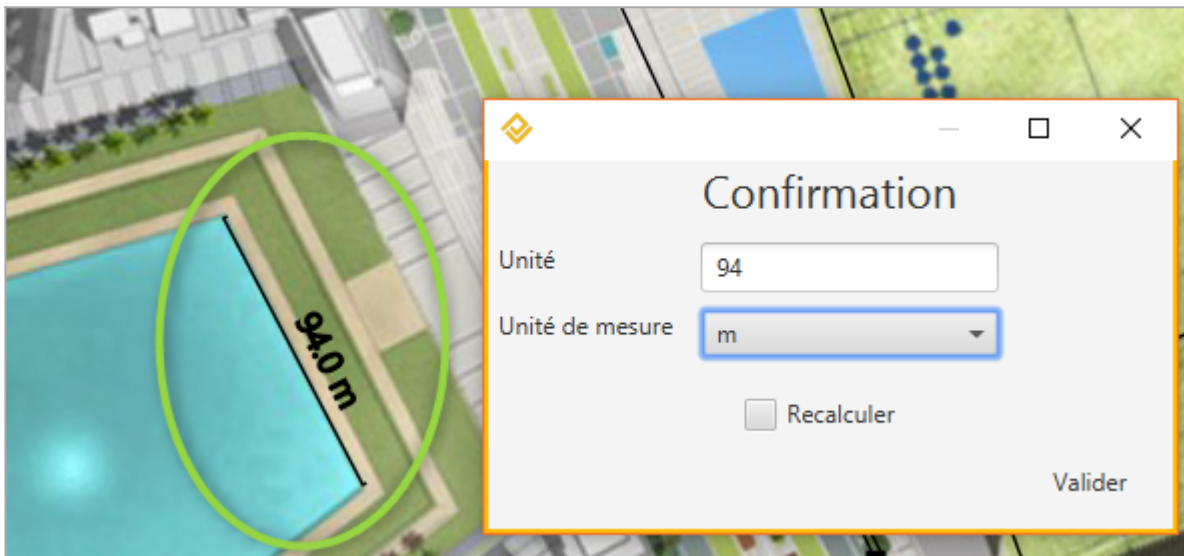 94.0 m
Confirmation
Unité
94
Unité de mesure
m
Recalculer
Valider